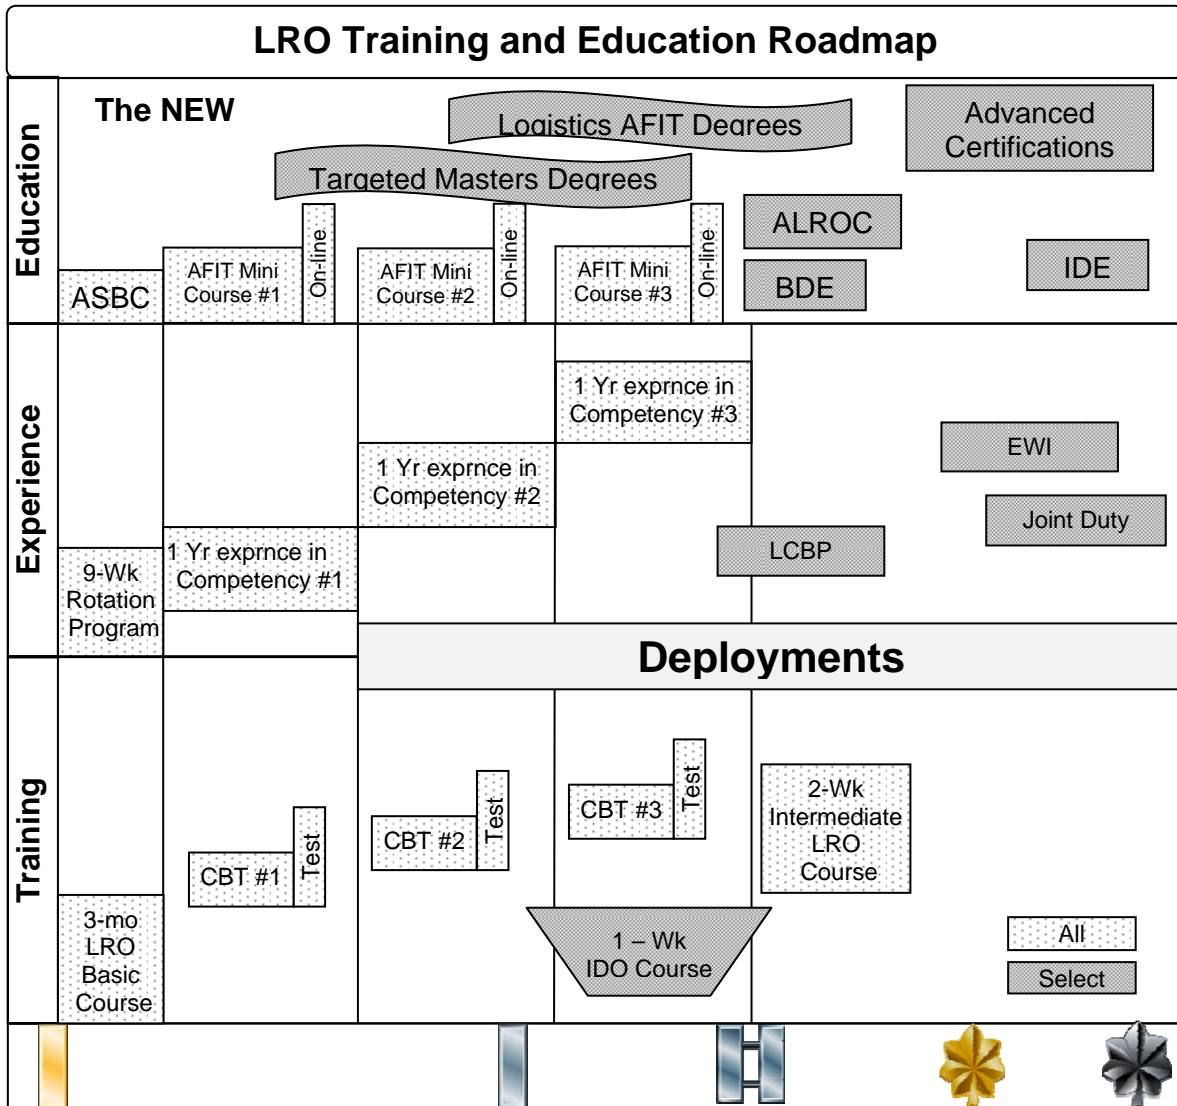 LRO Training and Education Roadmap
Education
The NEW
Logistics AFIT Degrees
Advanced
Certifications
Targeted Masters Degrees
ALROC
BDE
IDE
ASBC
AFIT Mini
Course #1
On-line
AFIT Mini
Course #2
On-line
AFIT Mini
Course #3
On-line
Experience
1 Yr exprnce in
Competency #3
1 Yr exprnce in
Competency #2
1 Yr exprnce in
Competency #1
9-Wk
Rotation
Program
EWI
Joint Duty
LCBP
Deployments
Training
CBT #1
Test
CBT #2
Test
CBT #3
Test
2-Wk
Intermediate
LRO
Course
3-mo
LRO
Basic
Course
1 – Wk
IDO Course
All
Select